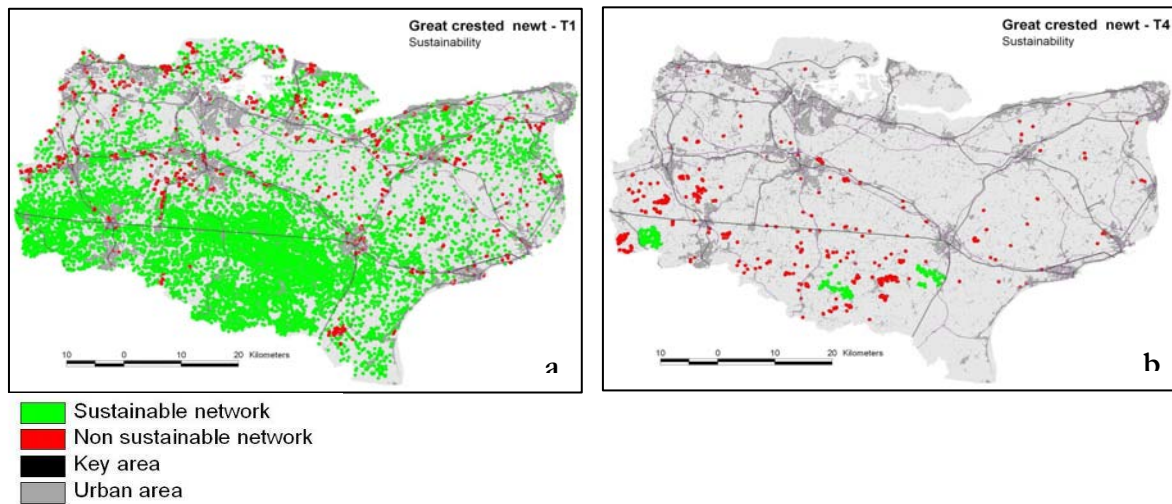 Great crested newt - T1
Sustainability
10 0 10 20 Kilometers
a
Great crested newt - T4
Sustainability
10 0 10 20 Kilometers
b
Sustainable network
Non sustainable network
Key area
Urban area